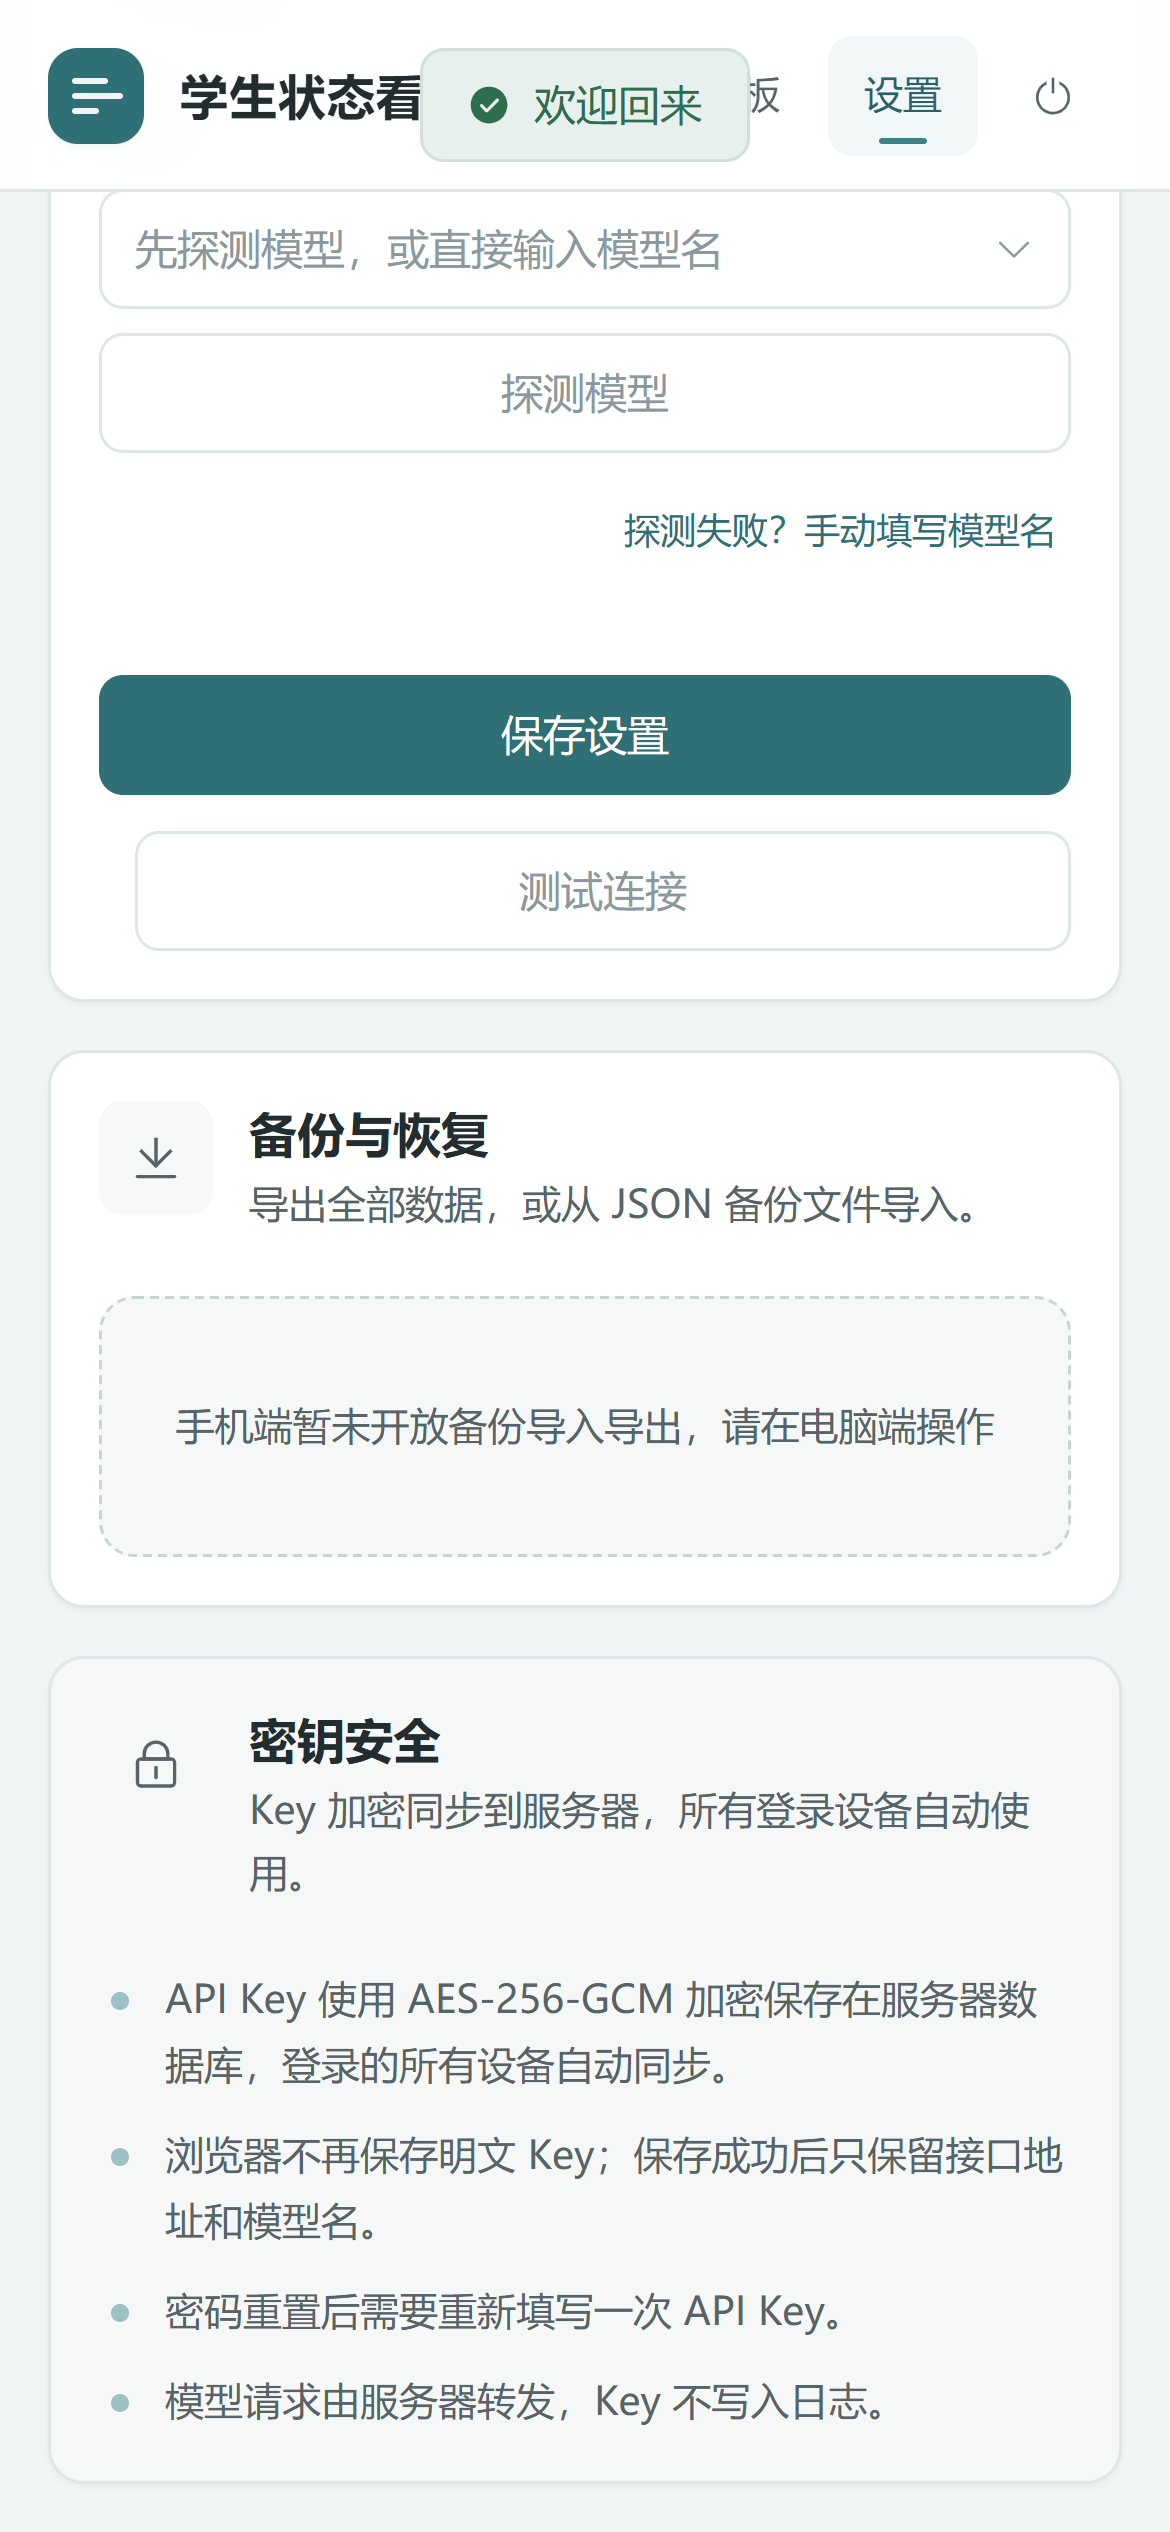 学生状态看
欢迎回来
板
设置
先探测模型，或直接输入模型名
探测模型
探测失败？手动填写模型名
保存设置
测试连接
备份与恢复
导出全部数据，或从 JSON 备份文件导入。
手机端暂未开放备份导入导出，请在电脑端操作
密钥安全
Key 加密同步到服务器，所有登录设备自动使
用。
API Key 使用 AES-256-GCM 加密保存在服务器数
据库，登录的所有设备自动同步。
浏览器不再保存明文 Key；保存成功后只保留接口地
址和模型名。
密码重置后需要重新填写一次 API Key。
模型请求由服务器转发，Key 不写入日志。